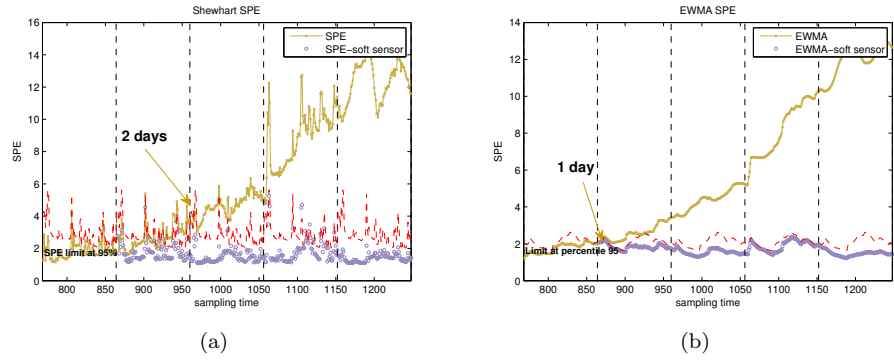 Shewhart SPE
16
14
12
10
8
6
4
2
0
SPE
SPE
SPE−soft sensor
2 days
SPE limit at 95%
800
850
900
950
1000
1050
1100
1150
1200
sampling time
(a)
EWMA SPE
14
12
10
8
6
4
2
0
SPE
EWMA
EWMA−soft sensor
1 day
Limit at percentile 95
800
850
900
950
1000
1050
1100
1150
1200
sampling time
(b)